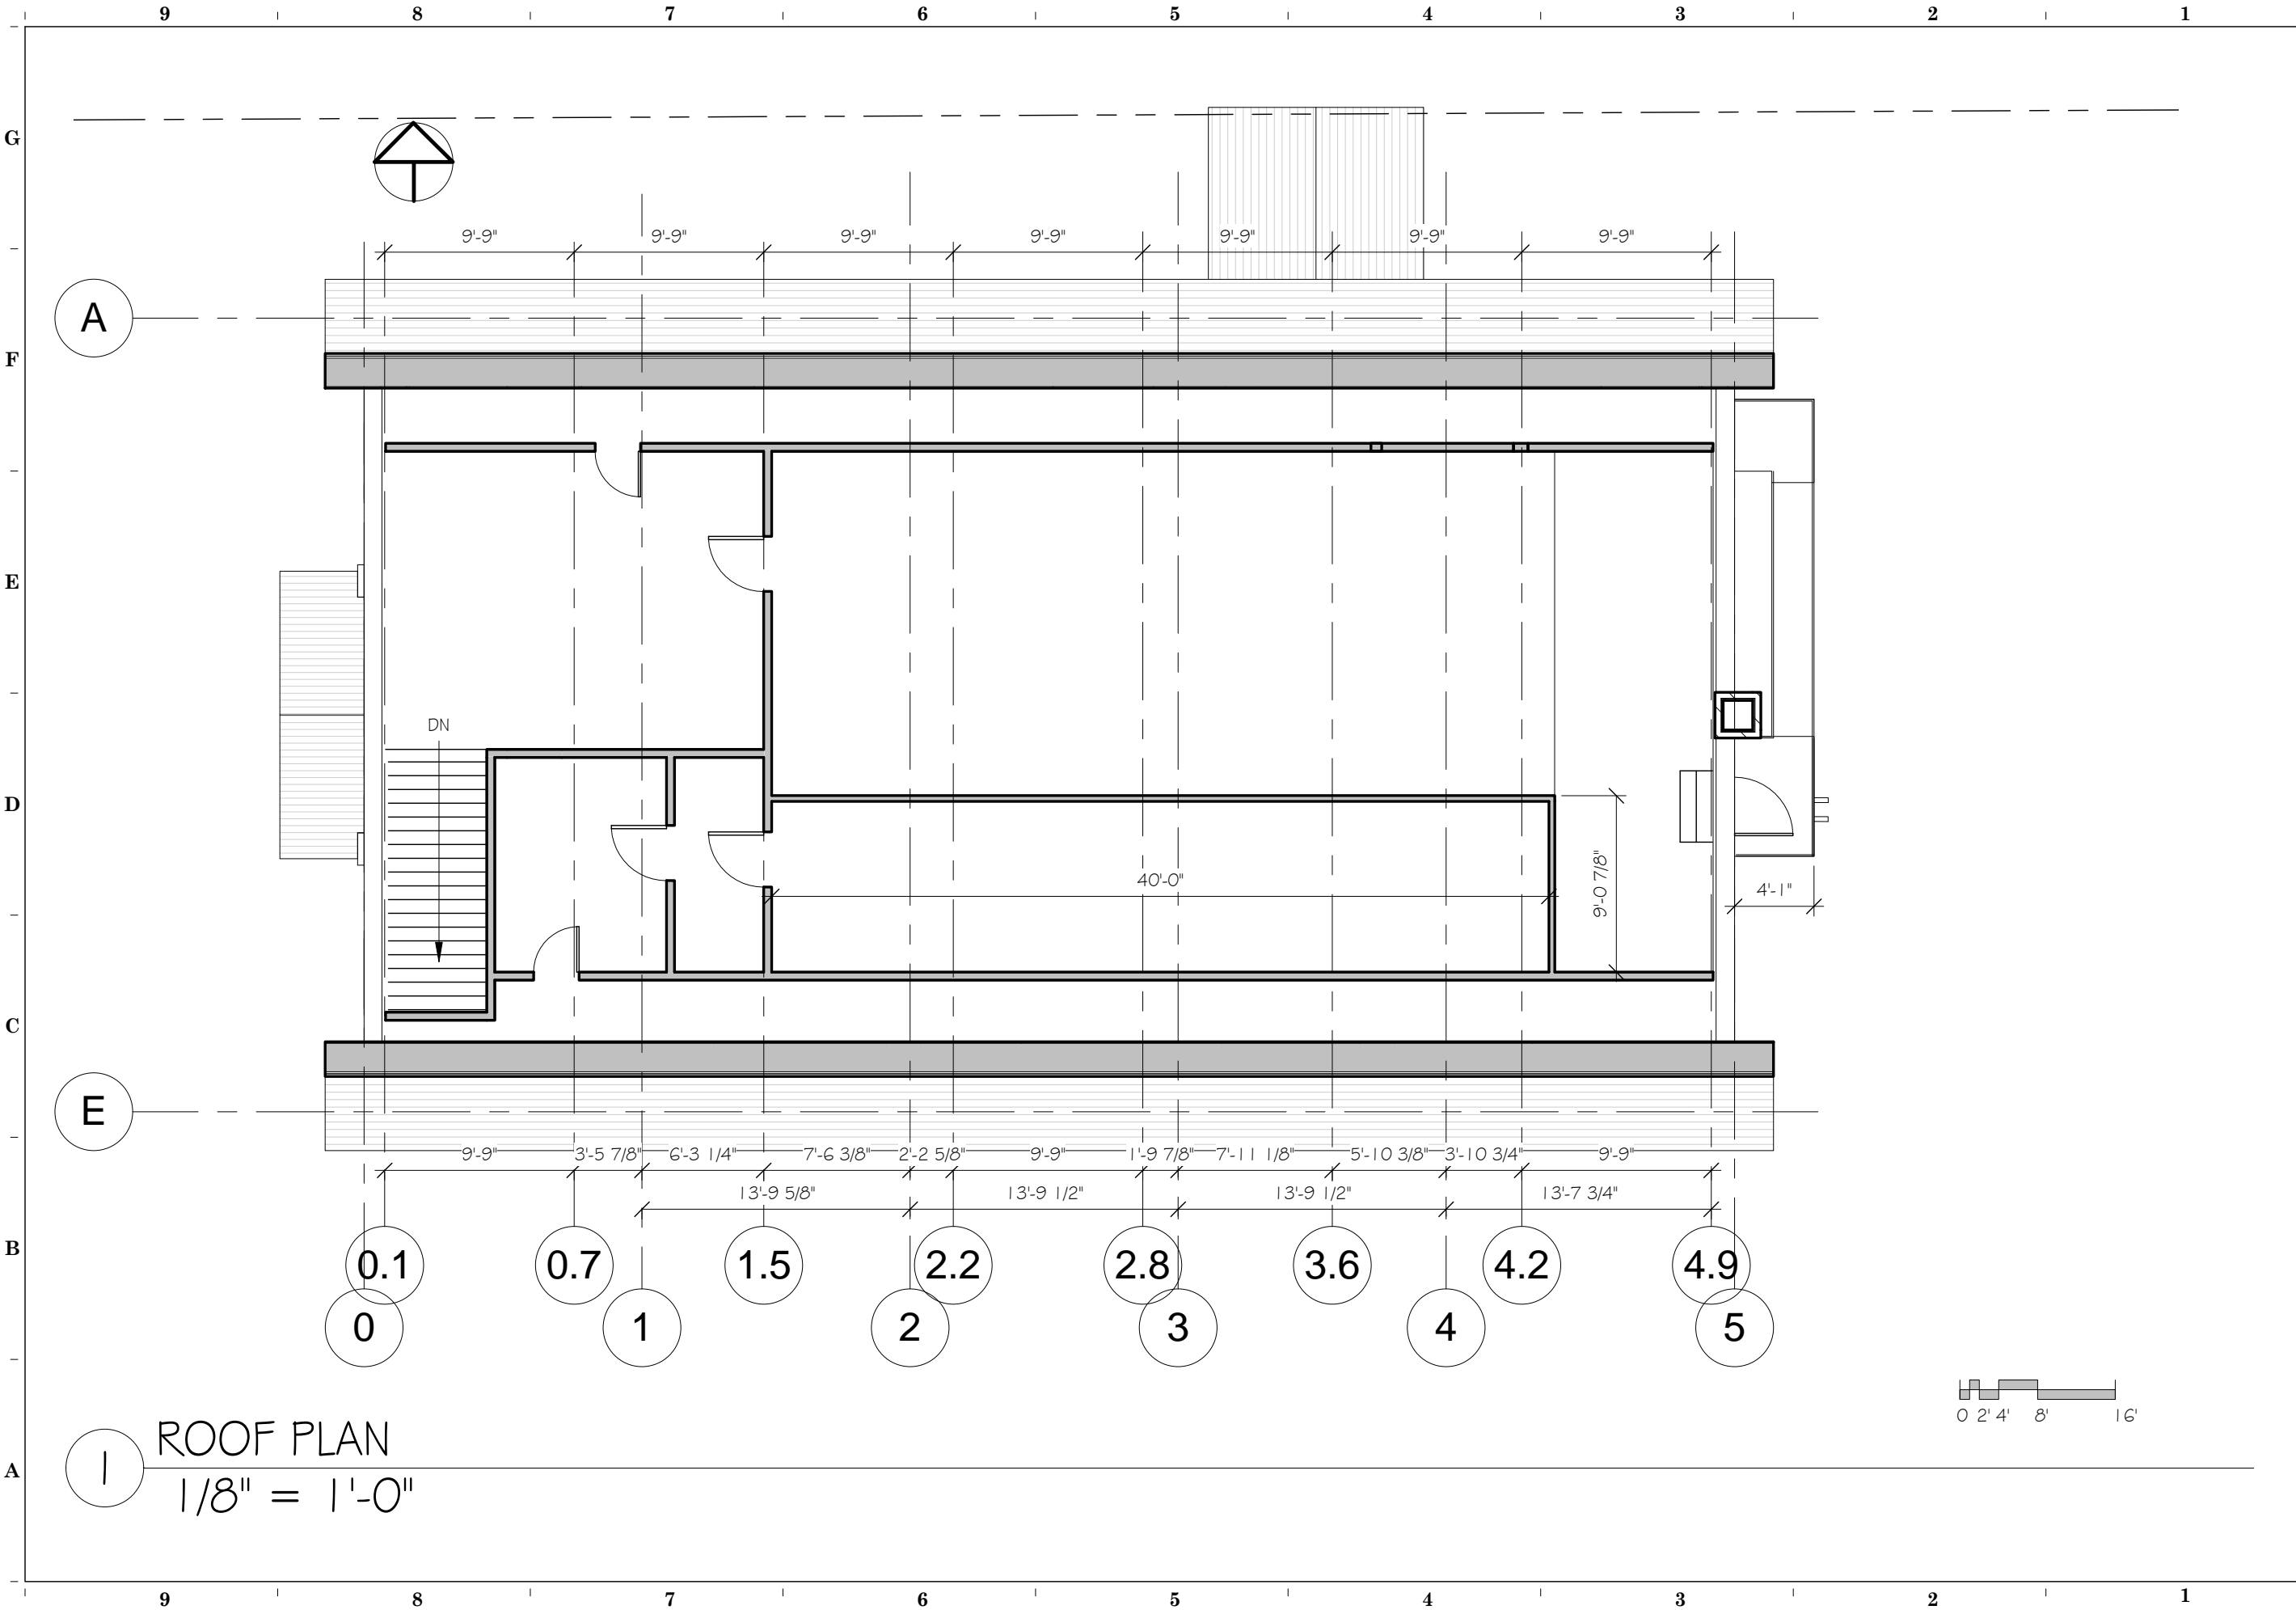 9 8 7 6 5 4 3 2 1
G
9'-9" 9'-9" 9'-9" 9'-9" 9'-9" 9'-9" 9'-9"
A
F
E
DN
D
40'-0"
9'-0 7/8"
4'-1"
C
E
9'-9" 3'-5 7/8" 6'-3 1/4" 7'-6 3/8" 2'-2 5/8" 9'-9" 1'-9 7/8" 7'-11 1/8" 5'-10 3/8" 3'-10 3/4" 9'-9"
13'-9 5/8" 13'-9 1/2" 13'-9 1/2" 13'-7 3/4"
B
0.1 0.7 1.5 2.2 2.8 3.6 4.2 4.9
0 1 2 3 4 5
0 2' 4' 8' 16'
ROOF PLAN
1
A
1/8" = 1'-0"
9 8 7 6 5 4 3 2 1